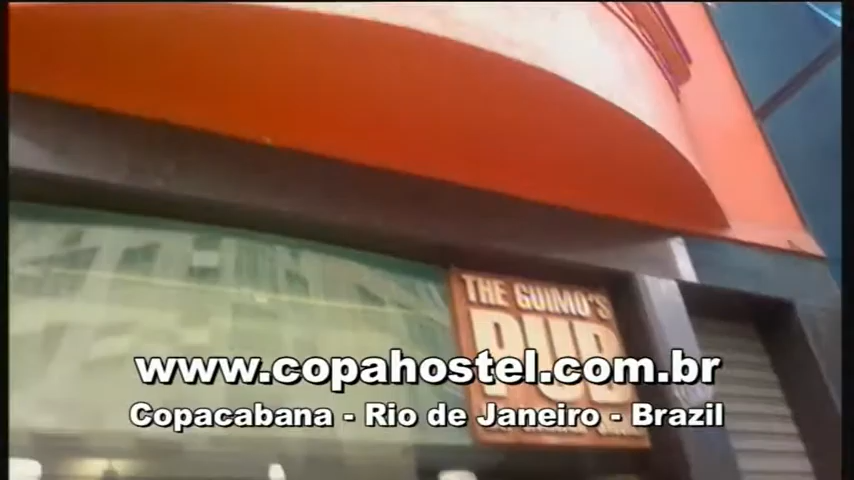 THE GUIMO'S
PUB
www.copahostel.com.br
Copacabana - Rio de Janeiro - Brazil